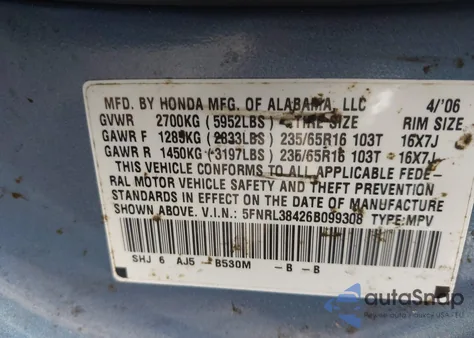 MFD. BY HONDA MFG. OF ALABAMA, LLC 4/'06
GVWR 2700KG (5952LBS) TIRE SIZE RIM SIZE
GAWR F 1285KG (2833LBS) 235/65R16 103T 16X7J
GAWR R 1450KG (3197LBS) 235/65R16 103T 16X7J
THIS VEHICLE CONFORMS TO ALL APPLICABLE FEDE-
RAL MOTOR VEHICLE SAFETY AND THEFT PREVENTION
STANDARDS IN EFFECT ON THE DATE OF MANUFACTURE
SHOWN ABOVE. V.I.N.: 5FNRL38426B099308 TYPE:MPV
SHJ 6 AJ5 - B530M - B - B
autoSnap